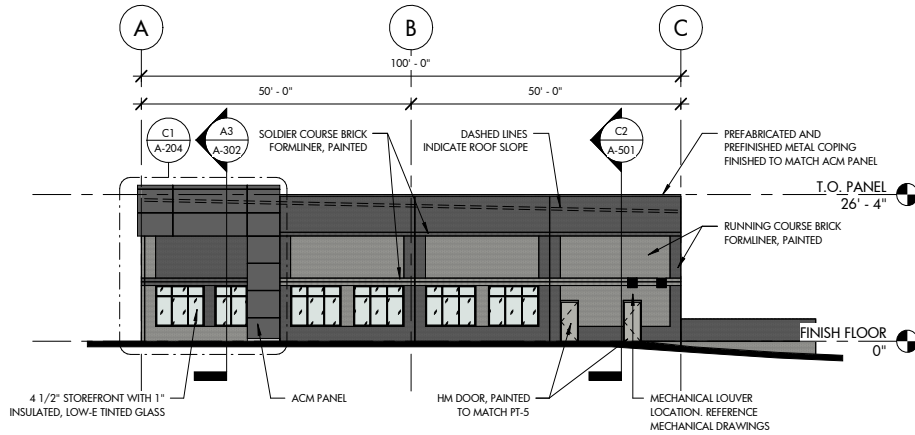 A
B
C
100' - 0"
50' - 0"
50' - 0"
C1
A-204
A3
A-302
SOLDIER COURSE BRICK
FORMLINER, PAINTED
DASHED LINES
INDICATE ROOF SLOPE
C2
A-501
PREFABRICATED AND
PREFINISHED METAL COPING
FINISHED TO MATCH ACM PANEL
T.O. PANEL
26' - 4"
RUNNING COURSE BRICK
FORMLINER, PAINTED
FINISH FLOOR
0"
4 1/2" STOREFRONT WITH 1"
INSULATED, LOW-E TINTED GLASS
ACM PANEL
HM DOOR, PAINTED
TO MATCH PT-5
MECHANICAL LOUVER
LOCATION. REFERENCE
MECHANICAL DRAWINGS